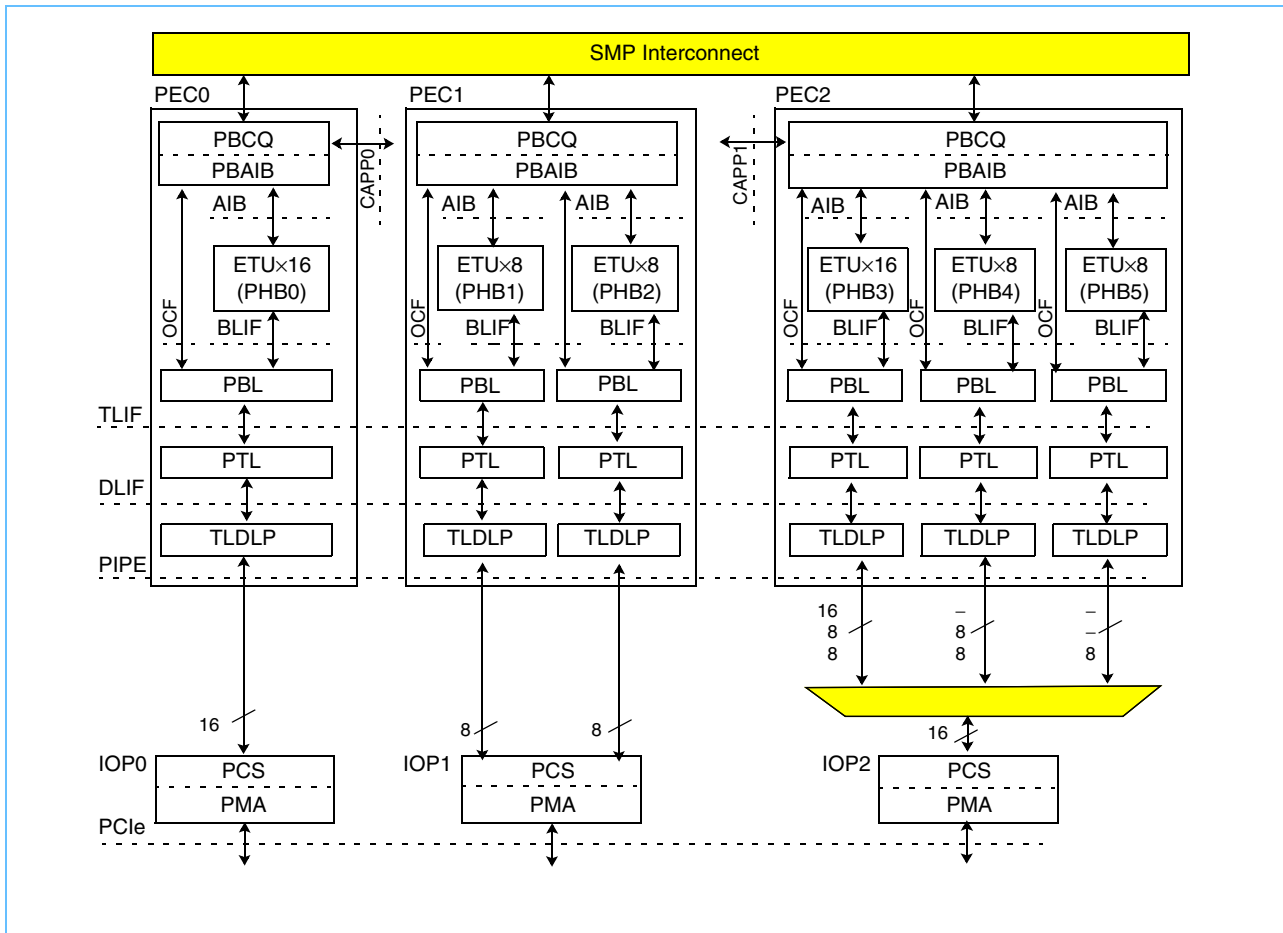 SMP Interconnect
PEC0
PEC1
PEC2
PBCQ
PBAIB
CAPP0
PBCQ
PBAIB
CAPP1
PBCQ
PBAIB
AIB
AIB
AIB
AIB
AIB
AIB
ETU×16
(PHB0)
ETU×8
(PHB1)
ETU×8
(PHB2)
ETU×16
(PHB3)
ETU×8
(PHB4)
ETU×8
(PHB5)
OCF
BLIF
OCF
BLIF
BLIF
OCF
BLIF
OCF
BLIF
OCF
BLIF
PBL
PBL
PBL
PBL
PBL
PBL
TLIF
PTL
PTL
PTL
PTL
PTL
PTL
DLIF
TLDLP
TLDLP
TLDLP
TLDLP
TLDLP
TLDLP
PIPE
16
8
8
–
8
8
–
–
8
16
8
8
16
IOP0
PCS
PMA
IOP1
PCS
PMA
IOP2
PCS
PMA
PCIe